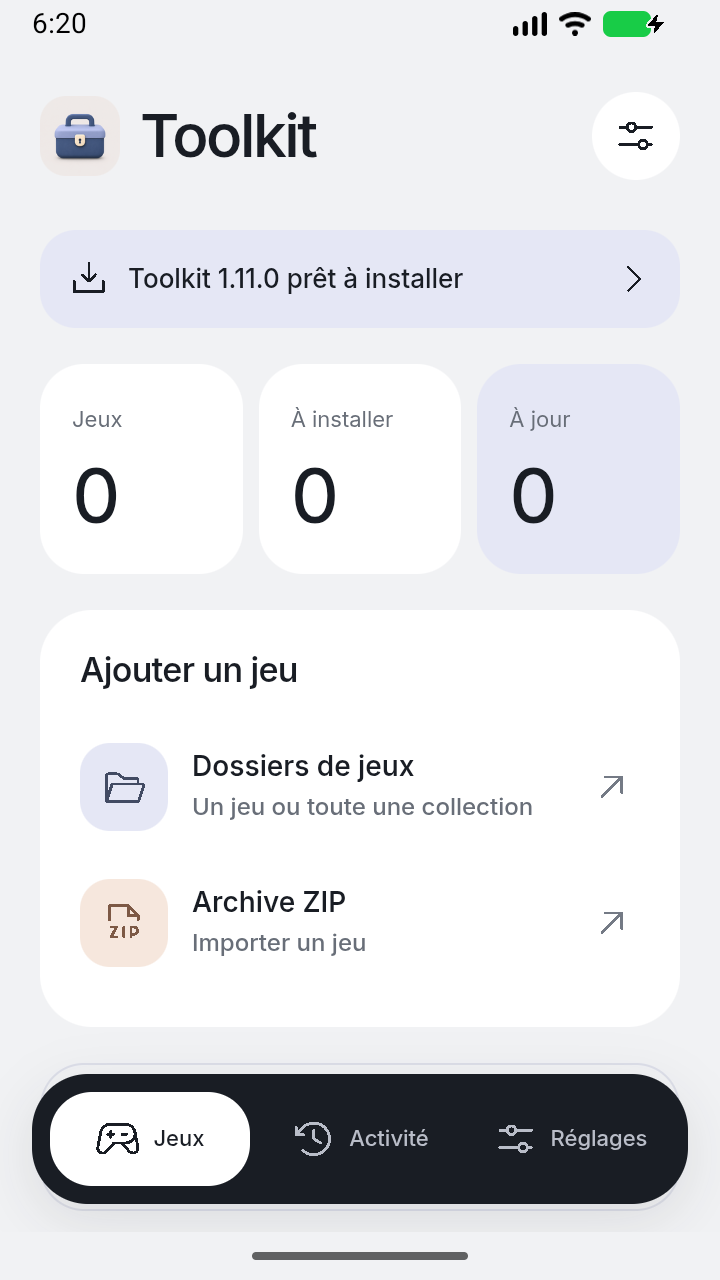 6:20
Toolkit
Toolkit 1.11.0 prêt à installer
Jeux
À installer
À jour
0
0
0
Ajouter un jeu
Dossiers de jeux
Un jeu ou toute une collection
ZIP
Archive ZIP
Importer un jeu
Jeux
Activité
Réglages